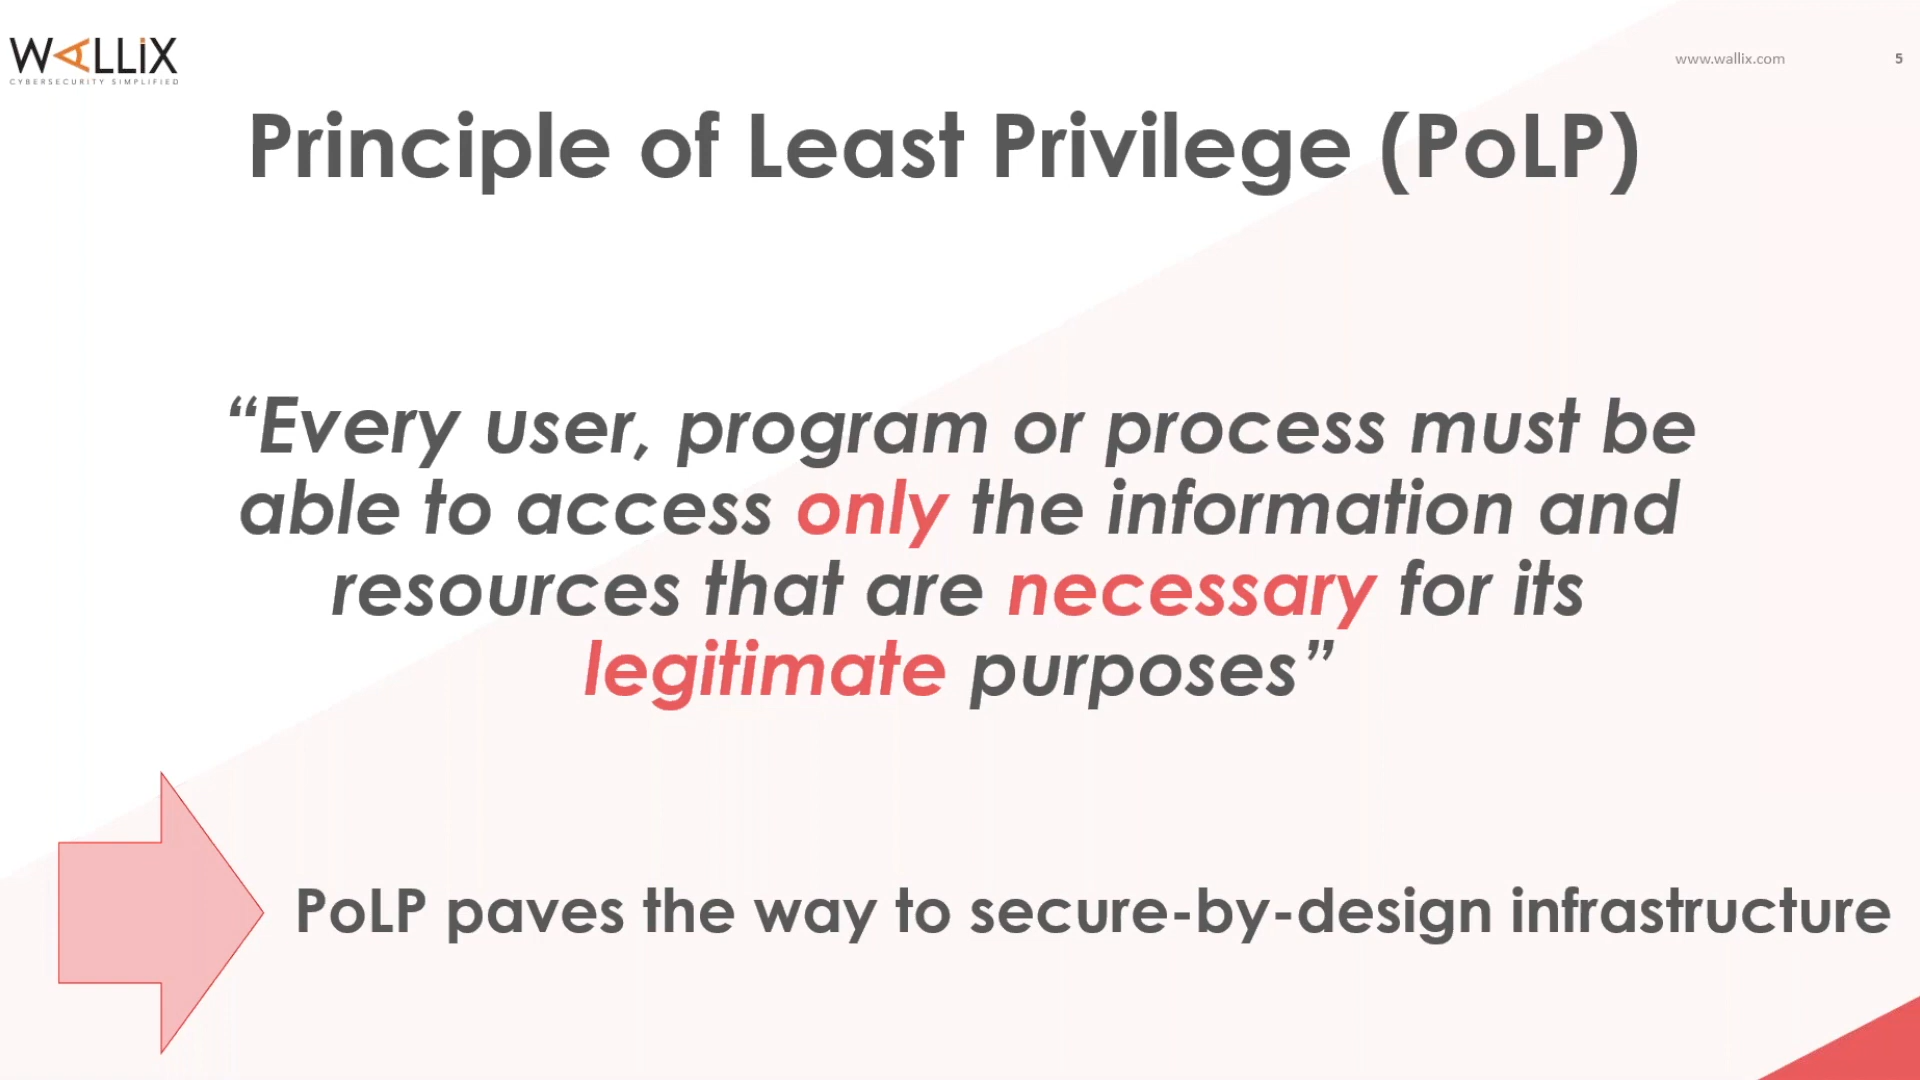 WALLiX
CYBERSECURITY SIMPLIFIED
www.wallix.com
5
Principle of Least Privilege (PoLP)
“Every user, program or process must be
able to access only the information and
resources that are necessary for its
legitimate purposes”
PoLP paves the way to secure-by-design infrastructure